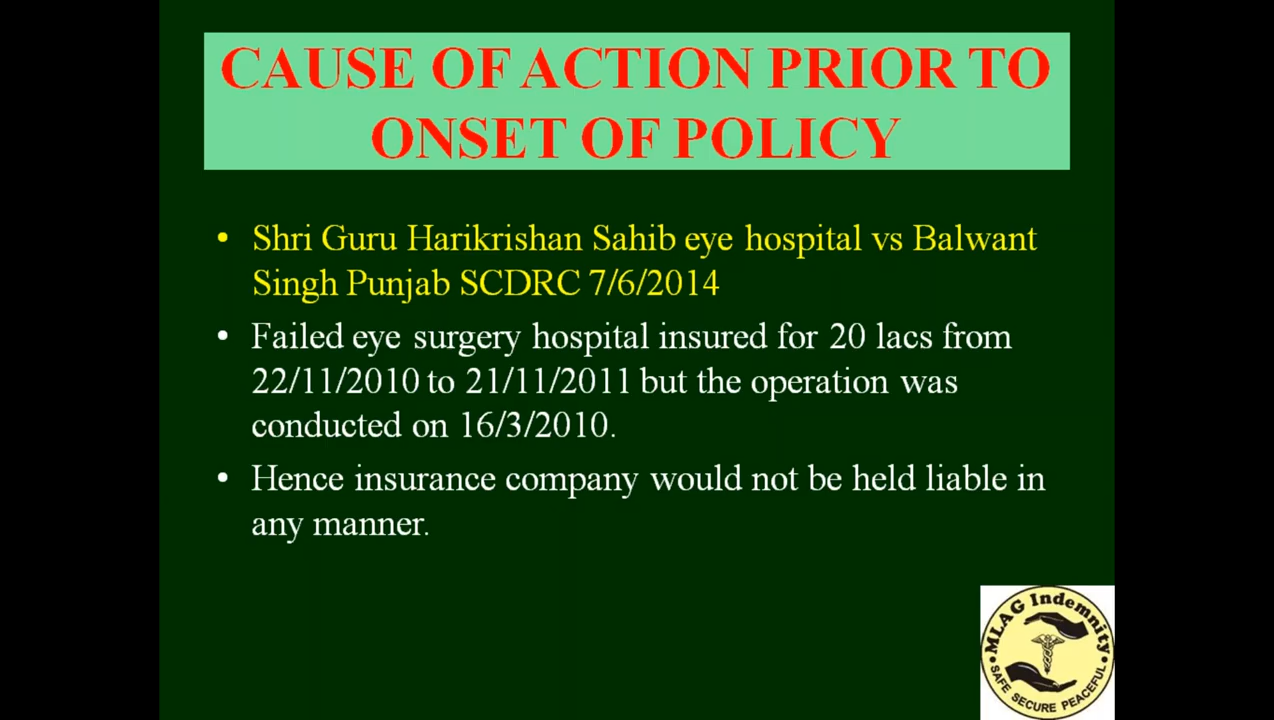 CAUSE OF ACTION PRIOR TO
ONSET OF POLICY
• Shri Guru Harikrishan Sahib eye hospital vs Balwant
Singh Punjab SCDRC 7/6/2014
• Failed eye surgery hospital insured for 20 lacs from
22/11/2010 to 21/11/2011 but the operation was
conducted on 16/3/2010.
• Hence insurance company would not be held liable in
any manner.
MLAG Indemnity
• SAFE SECURE PEACEFUL •